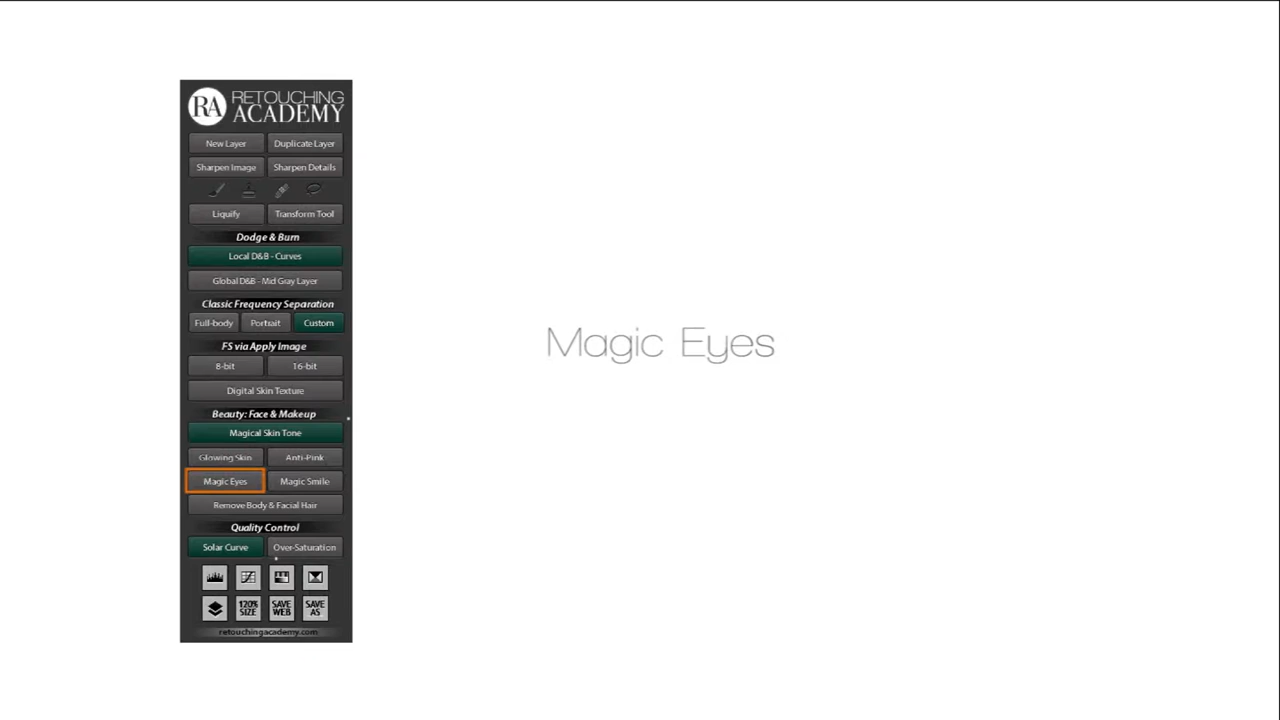 RA RETOUCHING ACADEMY
New Layer Duplicate Layer
Sharpen Image Sharpen Details
Liquify Transform Tool
Dodge & Burn
Local D&B - Curves
Global D&B - Mid Gray Layer
Classic Frequency Separation
Full-body Portrait Custom
FS via Apply Image
8-bit 16-bit
Digital Skin Texture
Beauty: Face & Makeup
Magical Skin Tone
Glowing Skin Anti-Pink
Magic Eyes Magic Smile
Remove Body & Facial Hair
Quality Control
Solar Curve Over-Saturation
120% SIZE SAVE WEB SAVE AS
retouchingacademy.com
Magic Eyes